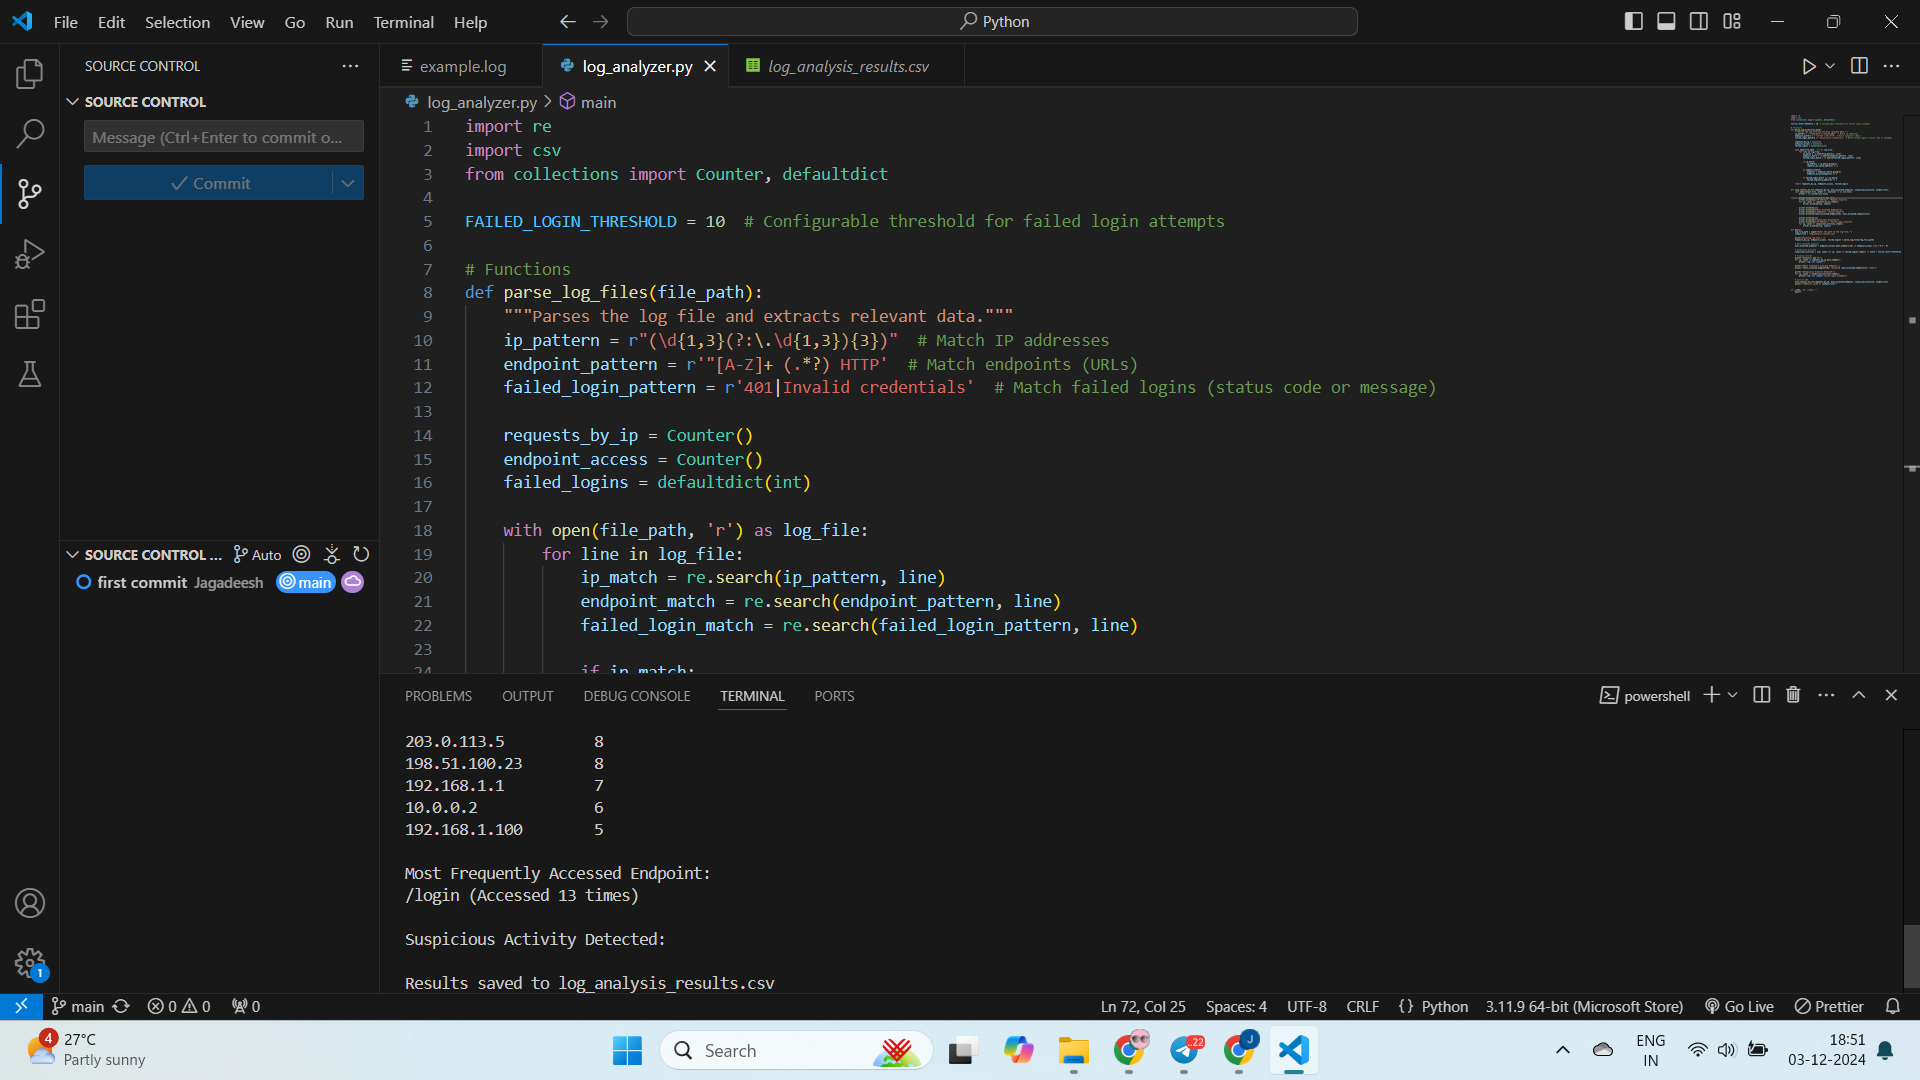 File Edit Selection View Go Run Terminal Help
Python
SOURCE CONTROL
SOURCE CONTROL
Message (Ctrl+Enter to commit o...
Commit
SOURCE CONTROL ... Auto
first commit Jagadeesh main
1
example.log
log_analyzer.py
log_analysis_results.csv
log_analyzer.py > main
1 import re
2 import csv
3 from collections import Counter, defaultdict
4
5 FAILED_LOGIN_THRESHOLD = 10  # Configurable threshold for failed login attempts
6
7 # Functions
8 def parse_log_files(file_path):
9     """Parses the log file and extracts relevant data."""
10     ip_pattern = r"(\d{1,3}(?:\.\d{1,3}){3})"  # Match IP addresses
11     endpoint_pattern = r'"[A-Z]+ (.*?) HTTP'  # Match endpoints (URLs)
12     failed_login_pattern = r'401|Invalid credentials'  # Match failed logins (status code or message)
13
14     requests_by_ip = Counter()
15     endpoint_access = Counter()
16     failed_logins = defaultdict(int)
17
18     with open(file_path, 'r') as log_file:
19         for line in log_file:
20             ip_match = re.search(ip_pattern, line)
21             endpoint_match = re.search(endpoint_pattern, line)
22             failed_login_match = re.search(failed_login_pattern, line)
23
24             if ip_match:
PROBLEMS OUTPUT DEBUG CONSOLE TERMINAL PORTS
powershell
203.0.113.5          8
198.51.100.23        8
192.168.1.1          7
10.0.0.2             6
192.168.1.100        5
Most Frequently Accessed Endpoint:
/login (Accessed 13 times)
Suspicious Activity Detected:
Results saved to log_analysis_results.csv
main 0 0 0
Ln 72, Col 25 Spaces: 4 UTF-8 CRLF {} Python 3.11.9 64-bit (Microsoft Store) Go Live Prettier
4
27°C
Partly sunny
Search
22
J
ENG
IN
18:51
03-12-2024